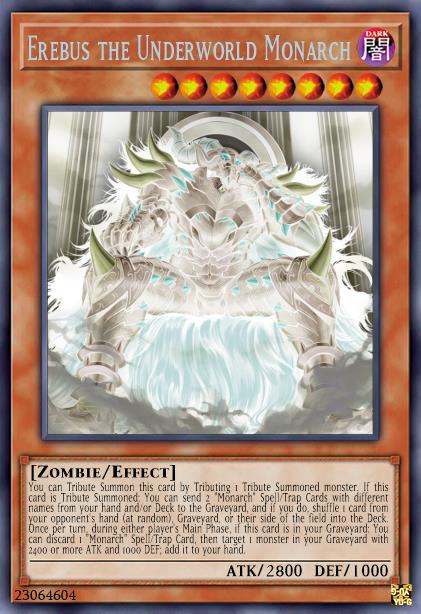 Erebus the Underworld Monarch
DARK
闇
[Zombie/Effect]
You can Tribute Summon this card by Tributing 1 Tribute Summoned monster. If this
card is Tribute Summoned: You can send 2 "Monarch" Spell/Trap Cards with different
names from your hand and/or Deck to the Graveyard, and if you do, shuffle 1 card from
your opponent's hand (at random), Graveyard, or their side of the field into the Deck.
Once per turn, during either player's Main Phase, if this card is in your Graveyard: You
can discard 1 "Monarch" Spell/Trap Card, then target 1 monster in your Graveyard with
2400 or more ATK and 1000 DEF; add it to your hand.
ATK/2800 DEF/1000
23064604